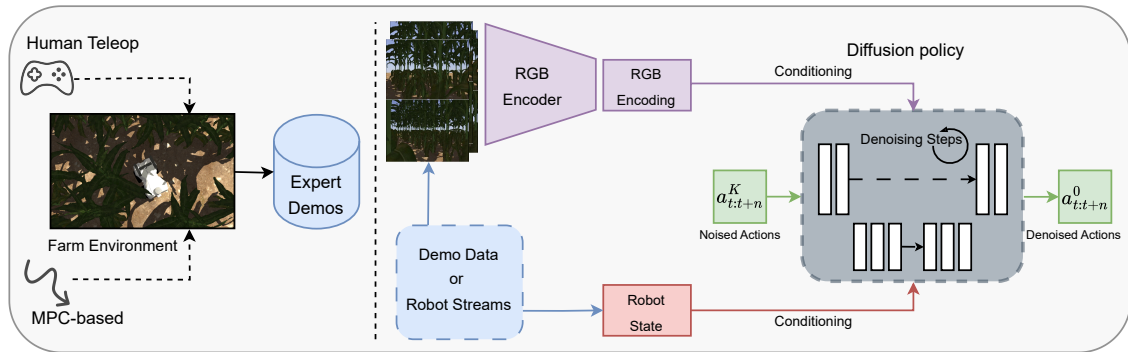 Human Teleop
Farm Environment
MPC-based
Expert
Demos
RGB
Encoder
RGB
Encoding
Demo Data
or
Robot Streams
Robot
State
Diffusion policy
Conditioning
Denoising Steps
a^K_{t:t+n}
Noised Actions
a^0_{t:t+n}
Denoised Actions
Conditioning